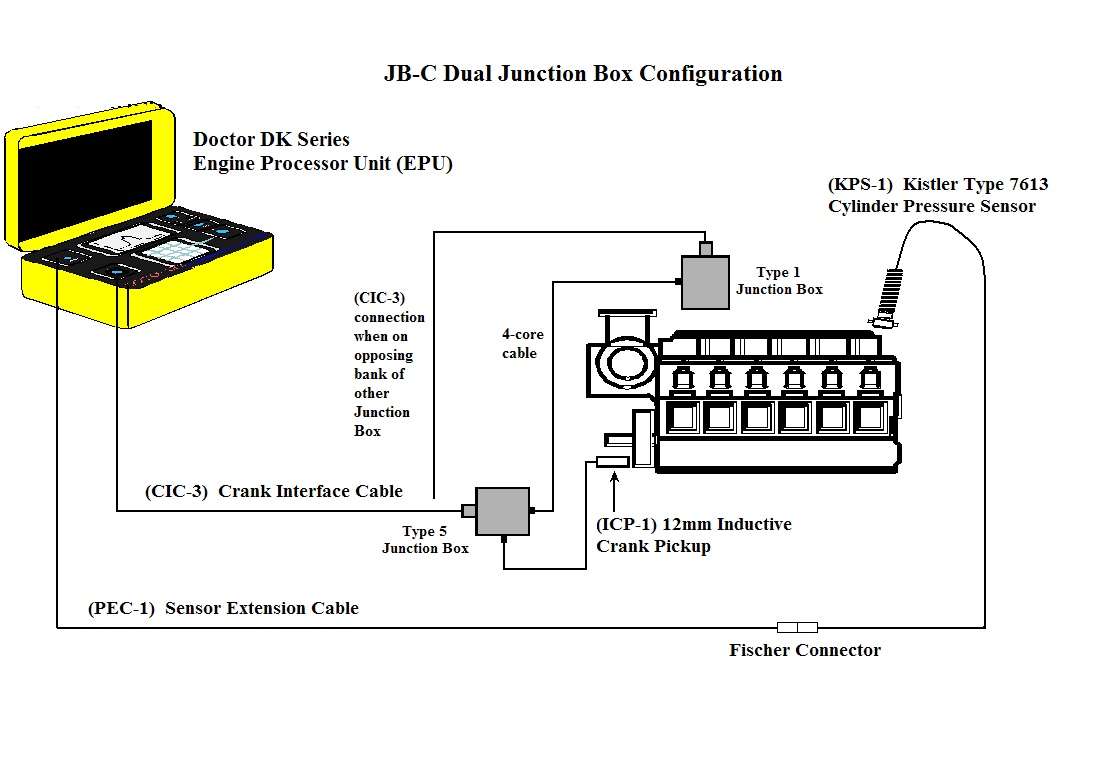 JB-C Dual Junction Box Configuration
Doctor DK Series
Engine Processor Unit (EPU)
(KPS-1) Kistler Type 7613
Cylinder Pressure Sensor
Type 1
Junction Box
(CIC-3)
connection
when on
opposing
bank of
other
Junction
Box
4-core
cable
(CIC-3) Crank Interface Cable
Type 5
Junction Box
(ICP-1) 12mm Inductive
Crank Pickup
(PEC-1) Sensor Extension Cable
Fischer Connector